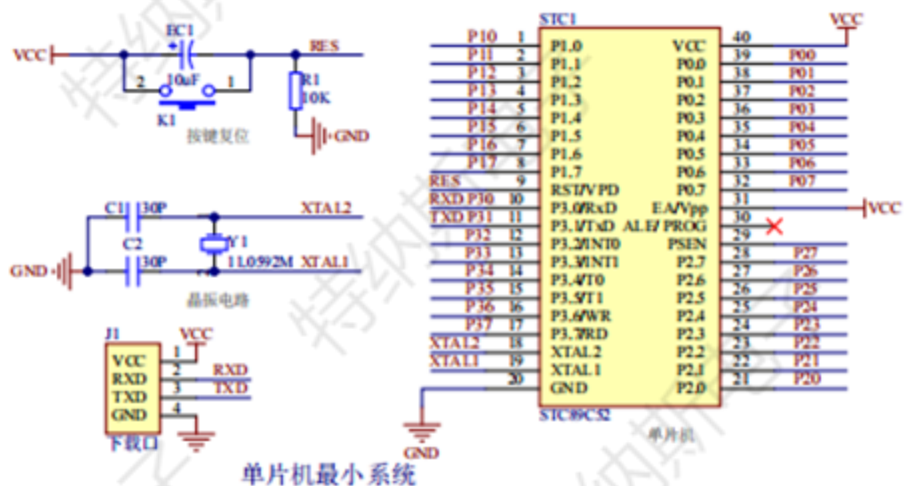 EC1
VCC
RES
2
10uF
1
R1
10K
K1
按键复位
GND
C1
30P
XTAL2
C2
30P
Y1
11.0592M
XTAL1
GND
晶振电路
J1
VCC
VCC
1
RXD
2
RXD
TXD
3
TXD
GND
4
下载口
STC1
VCC
P10 1 P1.0 VCC 40
P11 2 P1.1 P0.0 39 P00
P12 3 P1.2 P0.1 38 P01
P13 4 P1.3 P0.2 37 P02
P14 5 P1.4 P0.3 36 P03
P15 6 P1.5 P0.4 35 P04
P16 7 P1.6 P0.5 34 P05
P17 8 P1.7 P0.6 33 P06
RES 9 RST/VPD P0.7 32 P07
RXD P30 10 P3.0/RxD EA/Vpp 31 VCC
TXD P31 11 P3.1/TxD ALE/ PROG 30
P32 12 P3.2/INT0 PSEN 29
P33 13 P3.3/INT1 P2.7 28 P27
P34 14 P3.4/T0 P2.6 27 P26
P35 15 P3.5/T1 P2.5 26 P25
P36 16 P3.6/WR P2.4 25 P24
P37 17 P3.7/RD P2.3 24 P23
XTAL2 18 XTAL2 P2.2 23 P22
XTAL1 19 XTAL1 P2.1 22 P21
20 GND P2.0 21 P20
GND
STC89C52
单片机
单片机最小系统
特纳
特纳斯电
纳斯电子